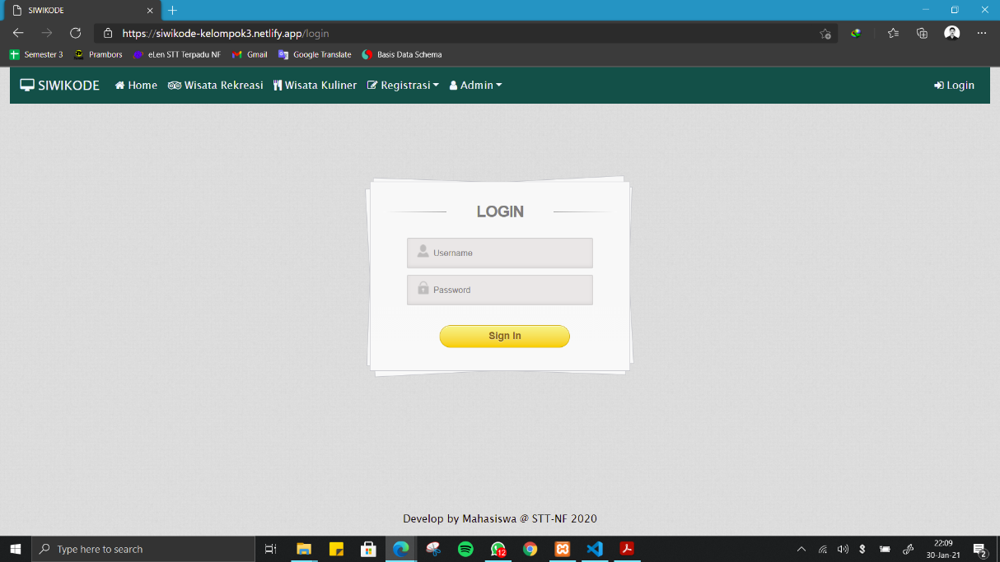 SIWIKODE
https://siwikode-kelompok3.netlify.app/login
Semester 3 Prambors eLen STT Terpadu NF Gmail Google Translate Basis Data Schema
SIWIKODE Home Wisata Rekreasi Wisata Kuliner Registrasi Admin Login
LOGIN
Username
Password
Sign In
Develop by Mahasiswa @ STT-NF 2020
Type here to search
12
22:09
30-Jan-21
2